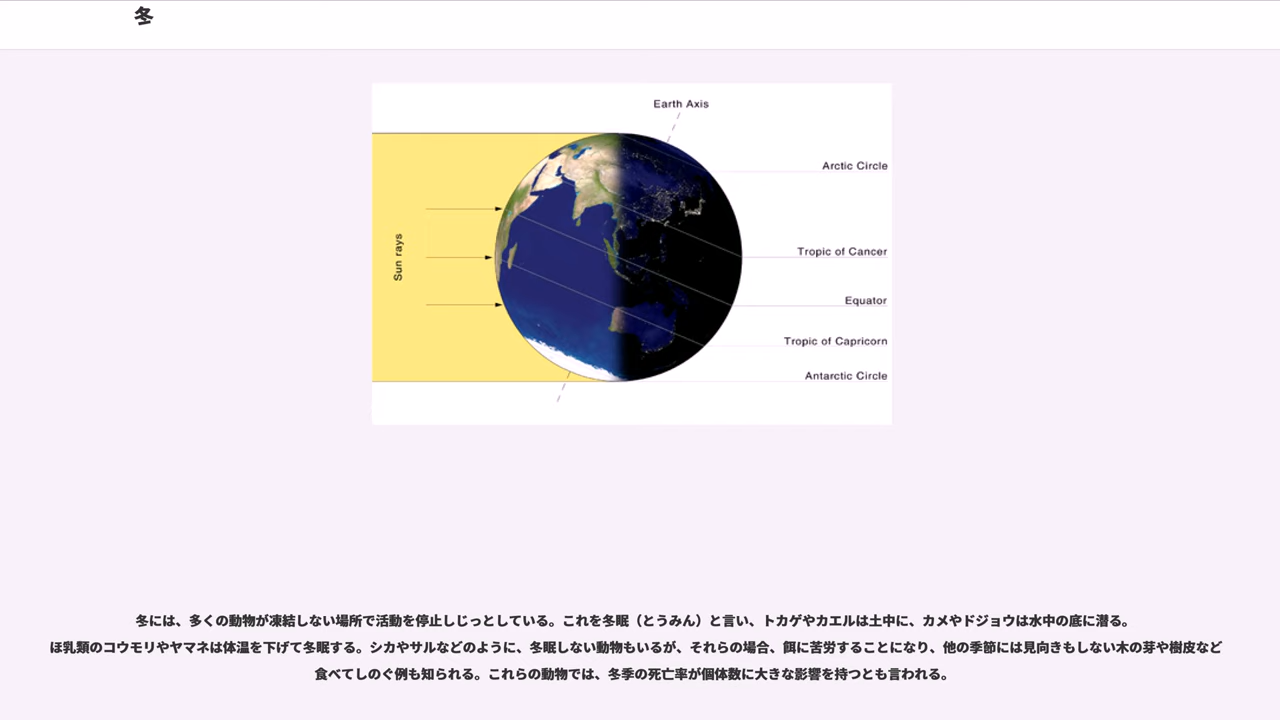 冬
Earth Axis
Arctic Circle
Sun rays
Tropic of Cancer
Equator
Tropic of Capricorn
Antarctic Circle
冬には、多くの動物が凍結しない場所で活動を停止しじっとしている。これを冬眠（とうみん）と言い、トカゲやカエルは土中に、カメやドジョウは水中の底に潜る。
ほ乳類のコウモリやヤマネは体温を下げて冬眠する。シカやサルなどのように、冬眠しない動物もいるが、それらの場合、餌に苦労することになり、他の季節には見向きもしない木の芽や樹皮など
食べてしのぐ例も知られる。これらの動物では、冬季の死亡率が個体数に大きな影響を持つとも言われる。